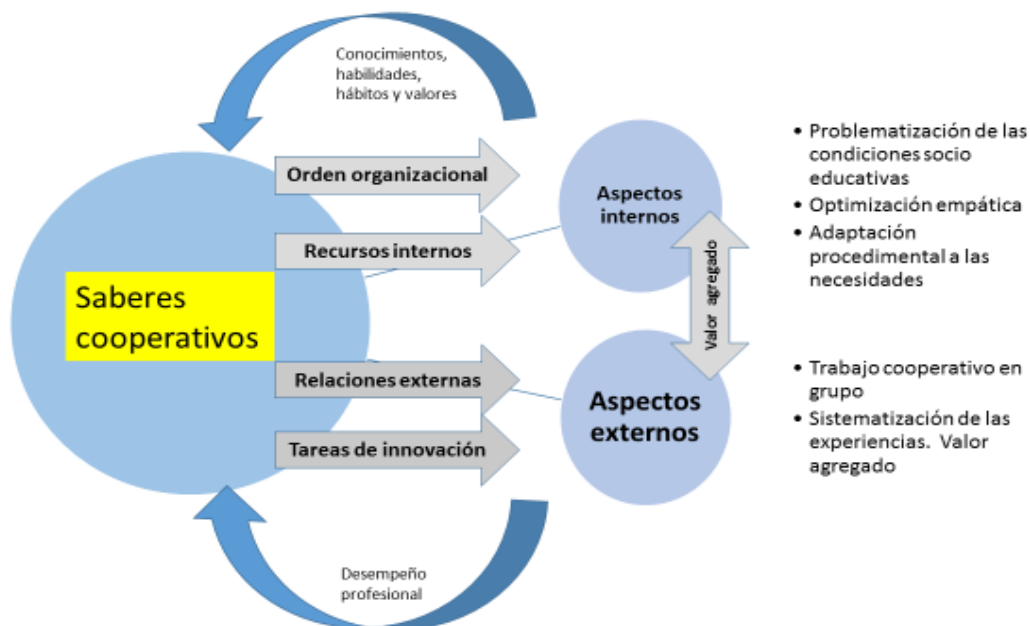 Conocimientos,
habilidades,
hábitos y valores
Orden organizacional
Recursos internos
Saberes
cooperativos
Relaciones externas
Tareas de innovación
Desempeño
profesional
Aspectos
internos
Valor agregado
Aspectos
externos
• Problematización de las
condiciones socio
educativas
• Optimización empática
• Adaptación
procedimental a las
necesidades
• Trabajo cooperativo en
grupo
• Sistematización de las
experiencias. Valor
agregado